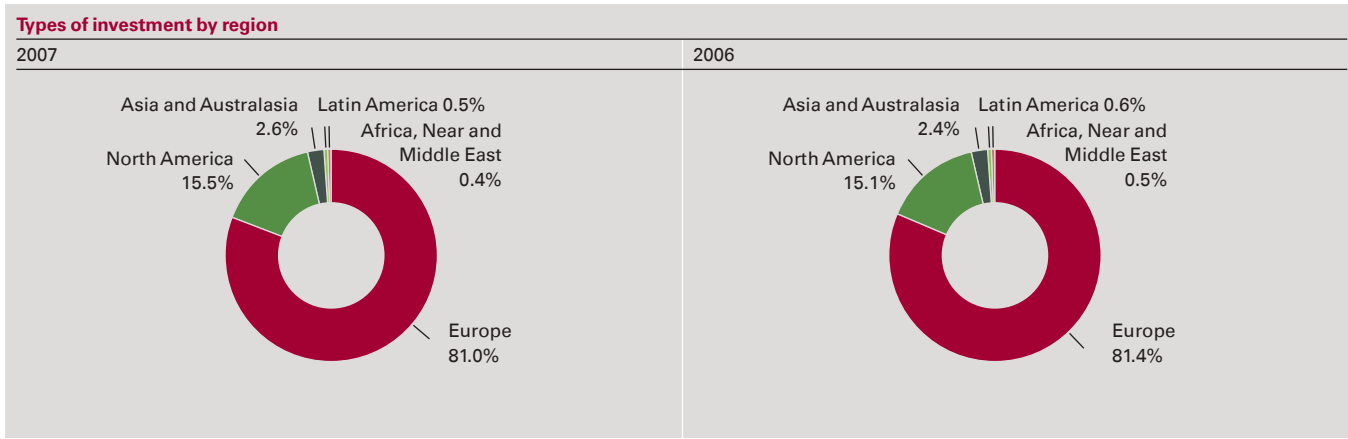 Types of investment by region
2007
Asia and Australasia
2.6%
Latin America 0.5%
Africa, Near and
Middle East
0.4%
North America
15.5%
Europe
81.0%
2006
Asia and Australasia
2.4%
Latin America 0.6%
Africa, Near and
Middle East
0.5%
North America
15.1%
Europe
81.4%